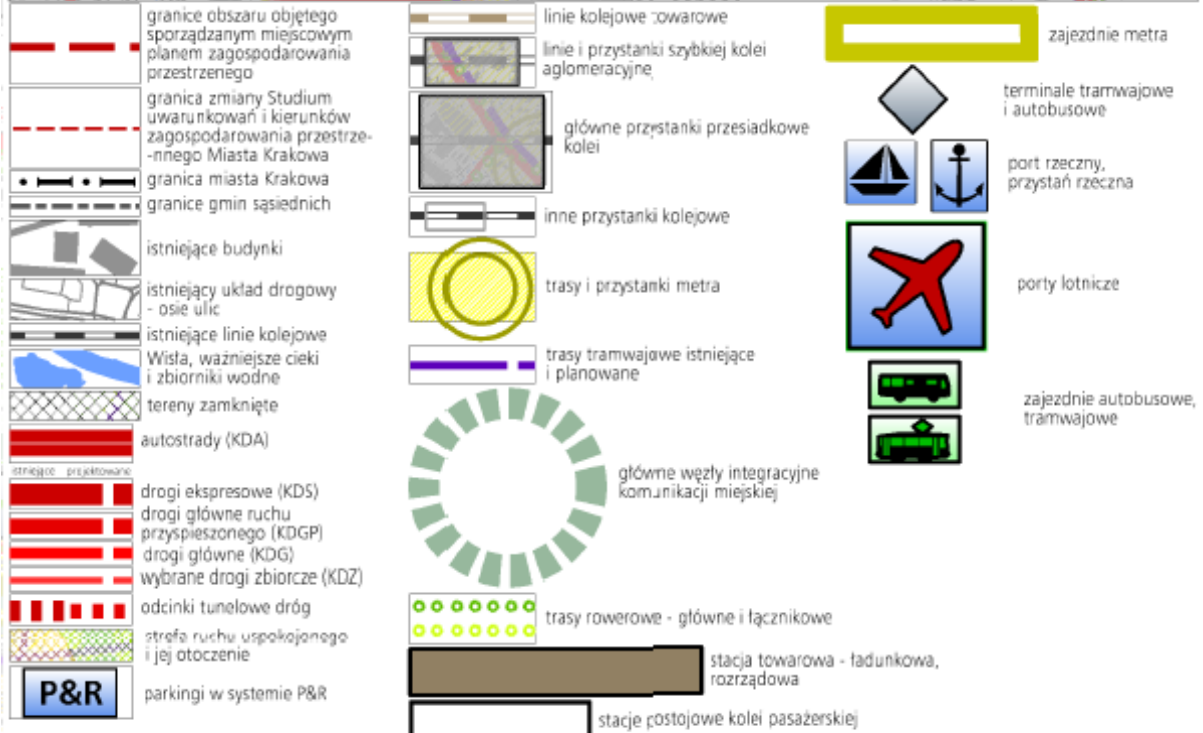 granice obszaru objętego
sporządzanym miejscowym
planem zagospodarowania
przestrzenego
granica zmiany Studium
uwarunkowań i kierunków
zagospodarowania przestrze-
-nnego Miasta Krakowa
granica miasta Krakowa
granice gmin sąsiednich
istniejące budynki
istniejący układ drogowy
- osie ulic
istniejące linie kolejowe
Wisła, ważniejsze cieki
i zbiorniki wodne
tereny zamknięte
autostrady (KDA)
istniejące projektowane
drogi ekspresowe (KDS)
drogi główne ruchu
przyspieszonego (KDGP)
drogi główne (KDG)
wybrane drogi zbiorcze (KDZ)
odcinki tunelowe dróg
strefa ruchu uspokojonego
i jej otoczenie
P&R
parkingi w systemie P&R
linie kolejowe towarowe
linie i przystanki szybkiej kolei
aglomeracyjnej
główne przystanki przesiadkowe
kolei
inne przystanki kolejowe
trasy i przystanki metra
trasy tramwajowe istniejące
i planowane
główne węzły integracyjne
komunikacji miejskiej
trasy rowerowe - główne i łącznikowe
stacja towarowa - ładunkowa,
rozrządowa
stacje postojowe kolei pasażerskiej
zajezdnie metra
terminale tramwajowe
i autobusowe
port rzeczny,
przystań rzeczna
porty lotnicze
zajezdnie autobusowe,
tramwajowe